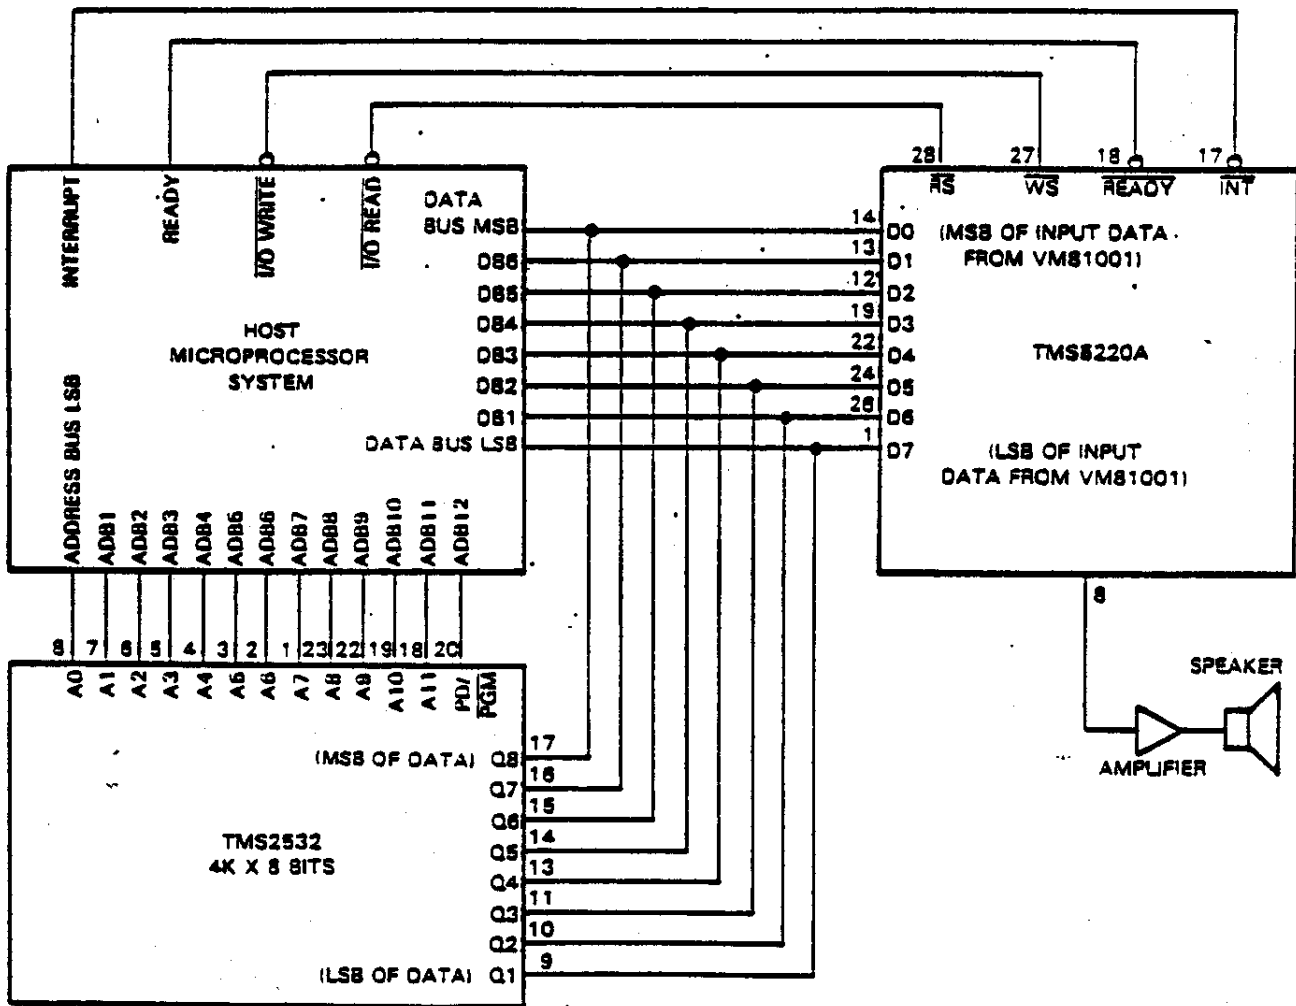 INTERRUPT
READY
I/O WRITE
I/O READ
DATA
BUS MSB
DB6
DB5
DB4
DB3
DB2
DB1
DATA BUS LSB
HOST
MICROPROCESSOR
SYSTEM
ADDRESS BUS LSB
ADB1
ADB2
ADB3
ADB4
ADB5
ADB6
ADB7
ADB8
ADB9
ADB10
ADB11
ADB12
28
27
18
17
RS
WS
READY
INT
14
13
12
19
22
24
26
1
D0
D1
D2
D3
D4
D5
D6
D7
(MSB OF INPUT DATA
FROM VM81001)
TMS5220A
(LSB OF INPUT
DATA FROM VM81001)
8
SPEAKER
AMPLIFIER
8
7
6
5
4
3
2
1
23
22
19
18
20
A0
A1
A2
A3
A4
A5
A6
A7
A8
A9
A10
A11
PD/
PGM
(MSB OF DATA) Q8
17
Q7
16
Q6
15
Q5
14
Q4
13
Q3
11
Q2
10
(LSB OF DATA) Q1
9
TMS2532
4K X 8 BITS